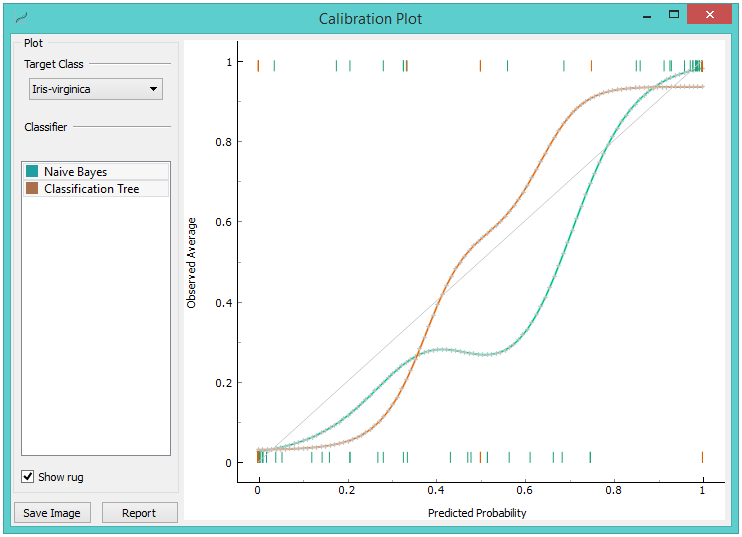 Calibration Plot
Plot
Target Class
Iris-virginica
Classifier
Naive Bayes
Classification Tree
Show rug
Save Image
Report
Observed Average
1
0.8
0.6
0.4
0.2
0
0
0.2
0.4
0.6
0.8
1
Predicted Probability